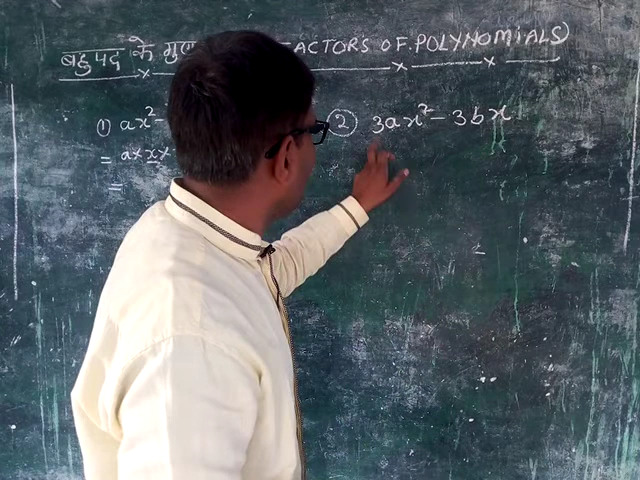 बहुपद के FACTORS OF POLYNOMIALS)
① ax² -
= a × x ×
=
② 3ax² - 3bx